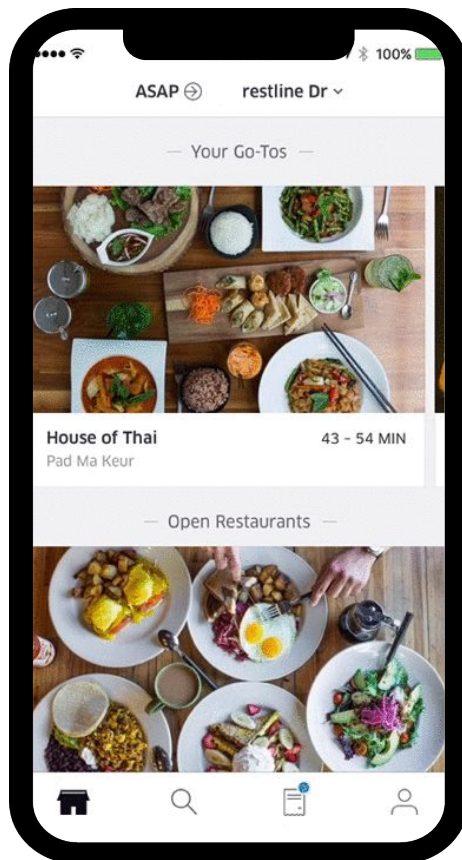 100%
ASAP restline Dr
Your Go-Tos
House of Thai 43 – 54 MIN
Pad Ma Keur
Open Restaurants